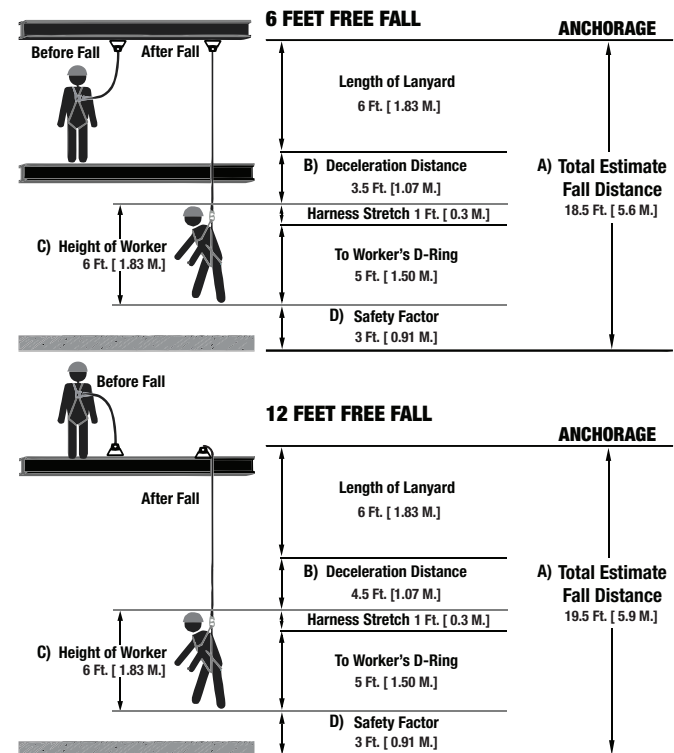 6 FEET FREE FALL
ANCHORAGE
Before Fall
After Fall
Length of Lanyard
6 Ft. [ 1.83 M.]
B) Deceleration Distance
3.5 Ft. [1.07 M.]
A) Total Estimate
Fall Distance
18.5 Ft. [ 5.6 M.]
Harness Stretch 1 Ft. [ 0.3 M.]
C) Height of Worker
6 Ft. [ 1.83 M.]
To Worker's D-Ring
5 Ft. [ 1.50 M.]
D) Safety Factor
3 Ft. [ 0.91 M.]
Before Fall
12 FEET FREE FALL
ANCHORAGE
After Fall
Length of Lanyard
6 Ft. [ 1.83 M.]
B) Deceleration Distance
4.5 Ft. [1.07 M.]
A) Total Estimate
Fall Distance
19.5 Ft. [ 5.9 M.]
Harness Stretch 1 Ft. [ 0.3 M.]
C) Height of Worker
6 Ft. [ 1.83 M.]
To Worker's D-Ring
5 Ft. [ 1.50 M.]
D) Safety Factor
3 Ft. [ 0.91 M.]